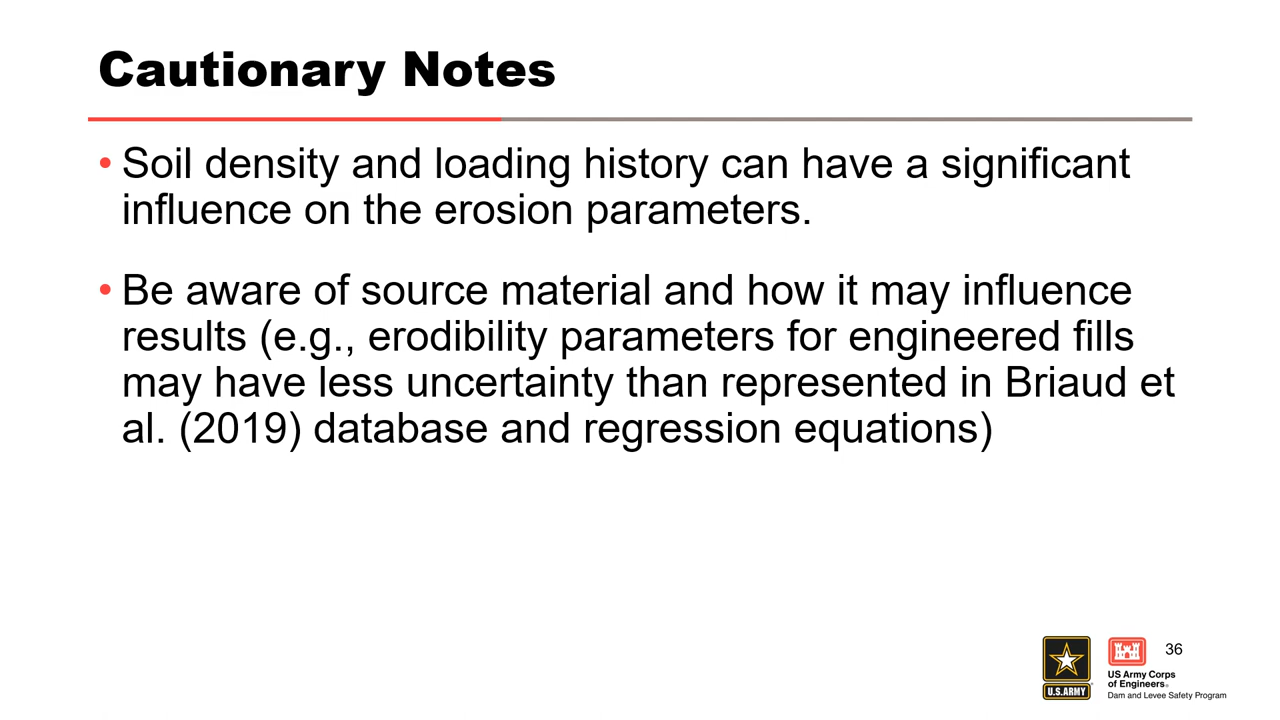 Cautionary Notes
• Soil density and loading history can have a significant
influence on the erosion parameters.
• Be aware of source material and how it may influence
results (e.g., erodibility parameters for engineered fills
may have less uncertainty than represented in Briaud et
al. (2019) database and regression equations)
36
U.S.ARMY
US Army Corps
of Engineers®
Dam and Levee Safety Program